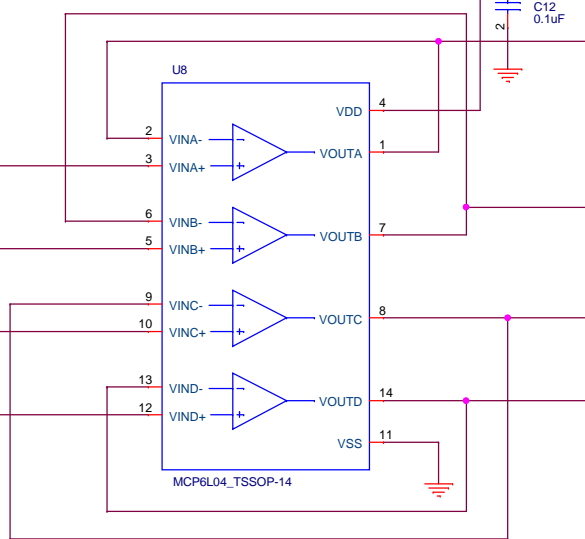 C12
0.1uF
2
U8
VDD
4
2
VINA-
VOUTA
1
3
VINA+
6
VINB-
VOUTB
7
5
VINB+
9
VINC-
VOUTC
8
10
VINC+
13
VIND-
VOUTD
14
12
VIND+
VSS
11
MCP6L04_TSSOP-14